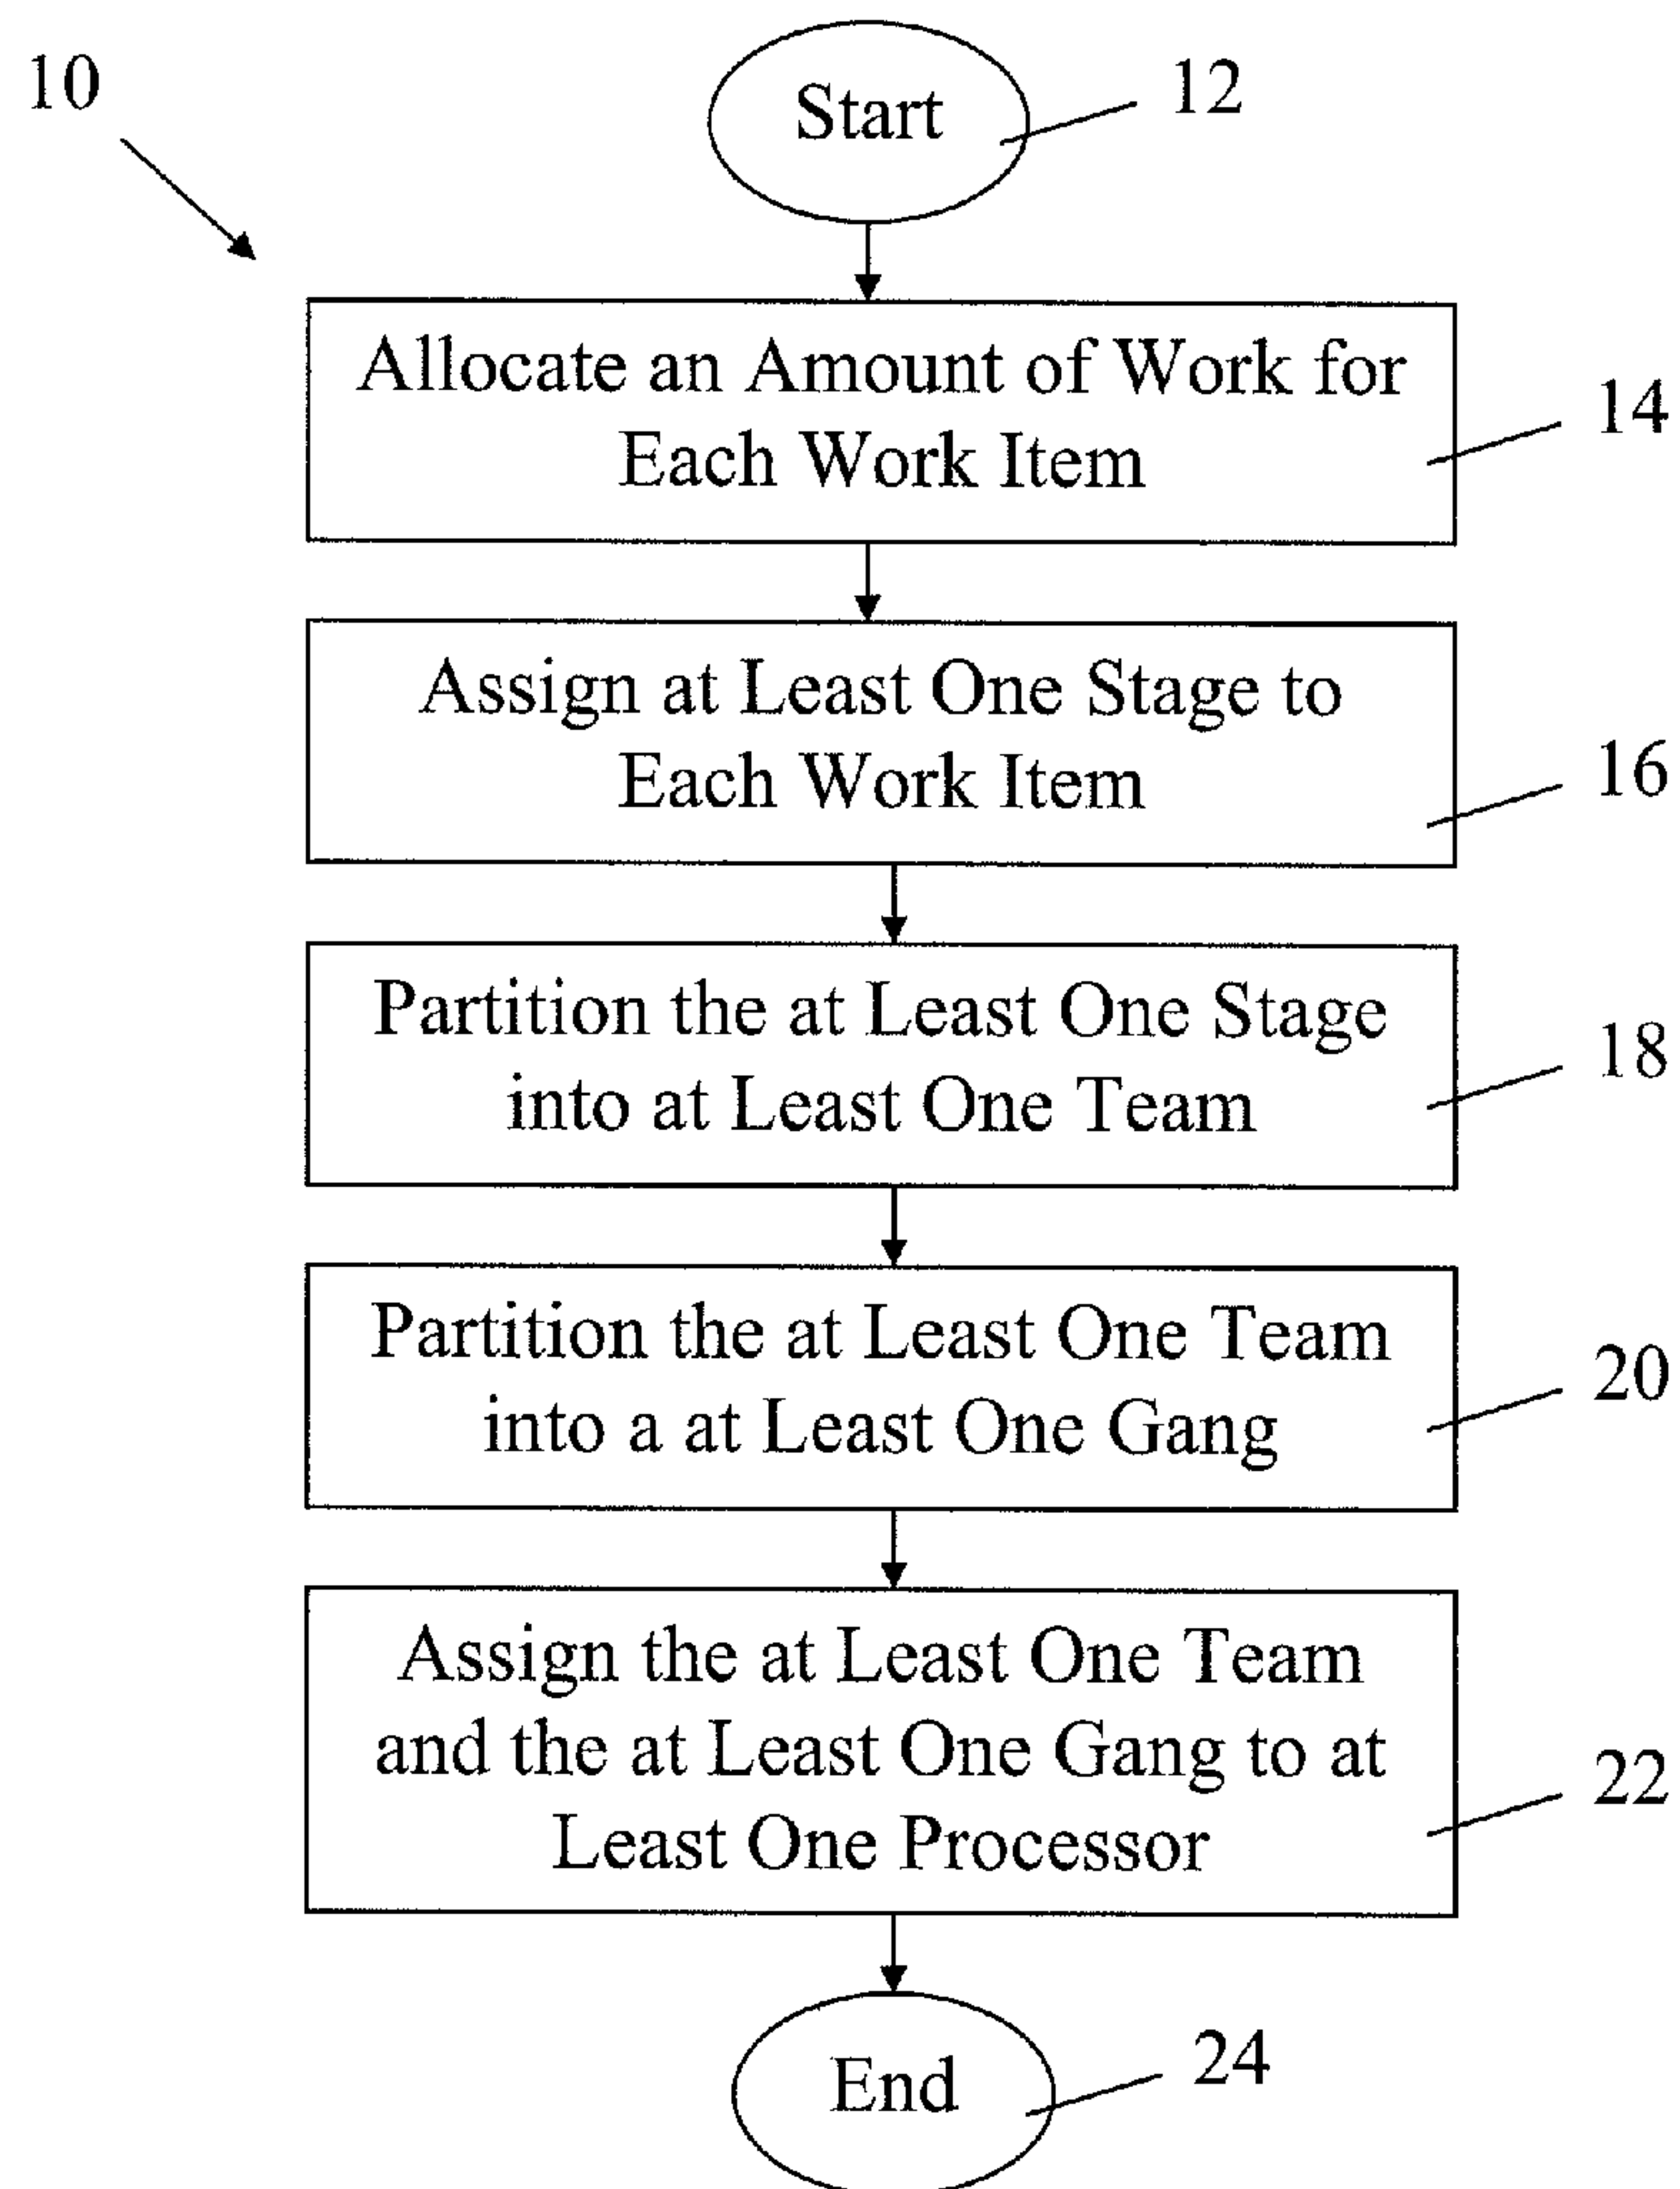 10
Start
12
Allocate an Amount of Work for
Each Work Item
14
Assign at Least One Stage to
Each Work Item
16
Partition the at Least One Stage
into at Least One Team
18
Partition the at Least One Team
into a at Least One Gang
20
Assign the at Least One Team
and the at Least One Gang to at
Least One Processor
22
End
24